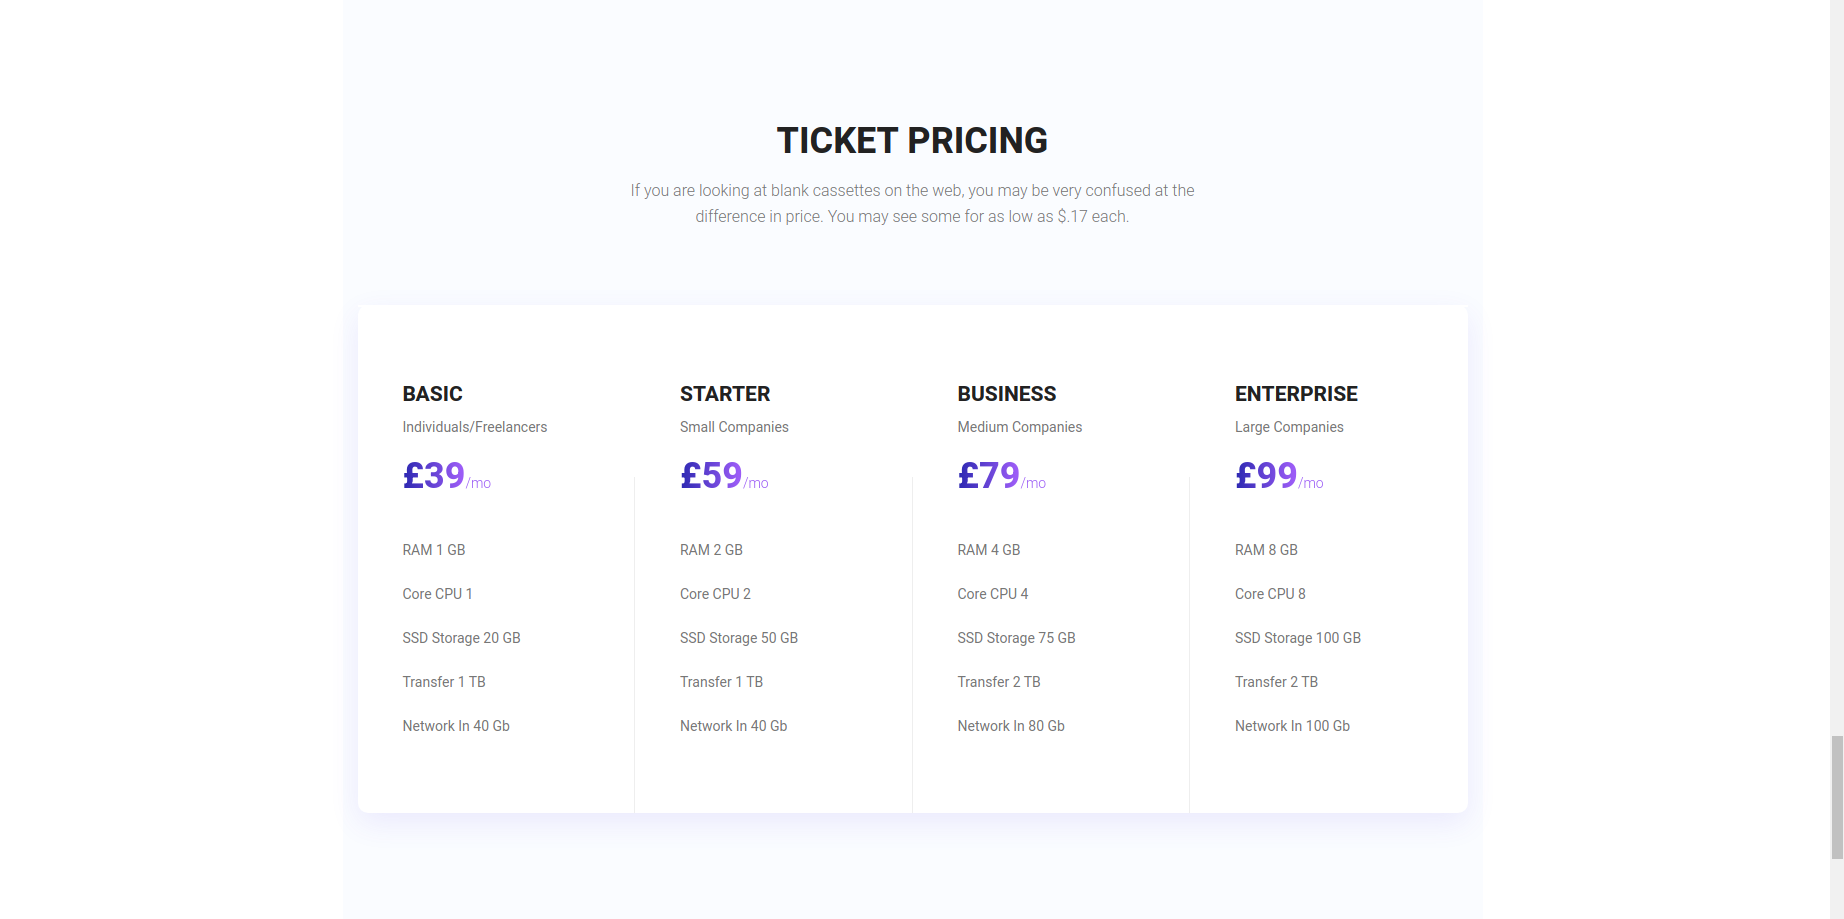 TICKET PRICING
If you are looking at blank cassettes on the web, you may be very confused at the
difference in price. You may see some for as low as $.17 each.
BASIC
Individuals/Freelancers
£39/mo
RAM 1 GB
Core CPU 1
SSD Storage 20 GB
Transfer 1 TB
Network In 40 Gb
STARTER
Small Companies
£59/mo
RAM 2 GB
Core CPU 2
SSD Storage 50 GB
Transfer 1 TB
Network In 40 Gb
BUSINESS
Medium Companies
£79/mo
RAM 4 GB
Core CPU 4
SSD Storage 75 GB
Transfer 2 TB
Network In 80 Gb
ENTERPRISE
Large Companies
£99/mo
RAM 8 GB
Core CPU 8
SSD Storage 100 GB
Transfer 2 TB
Network In 100 Gb